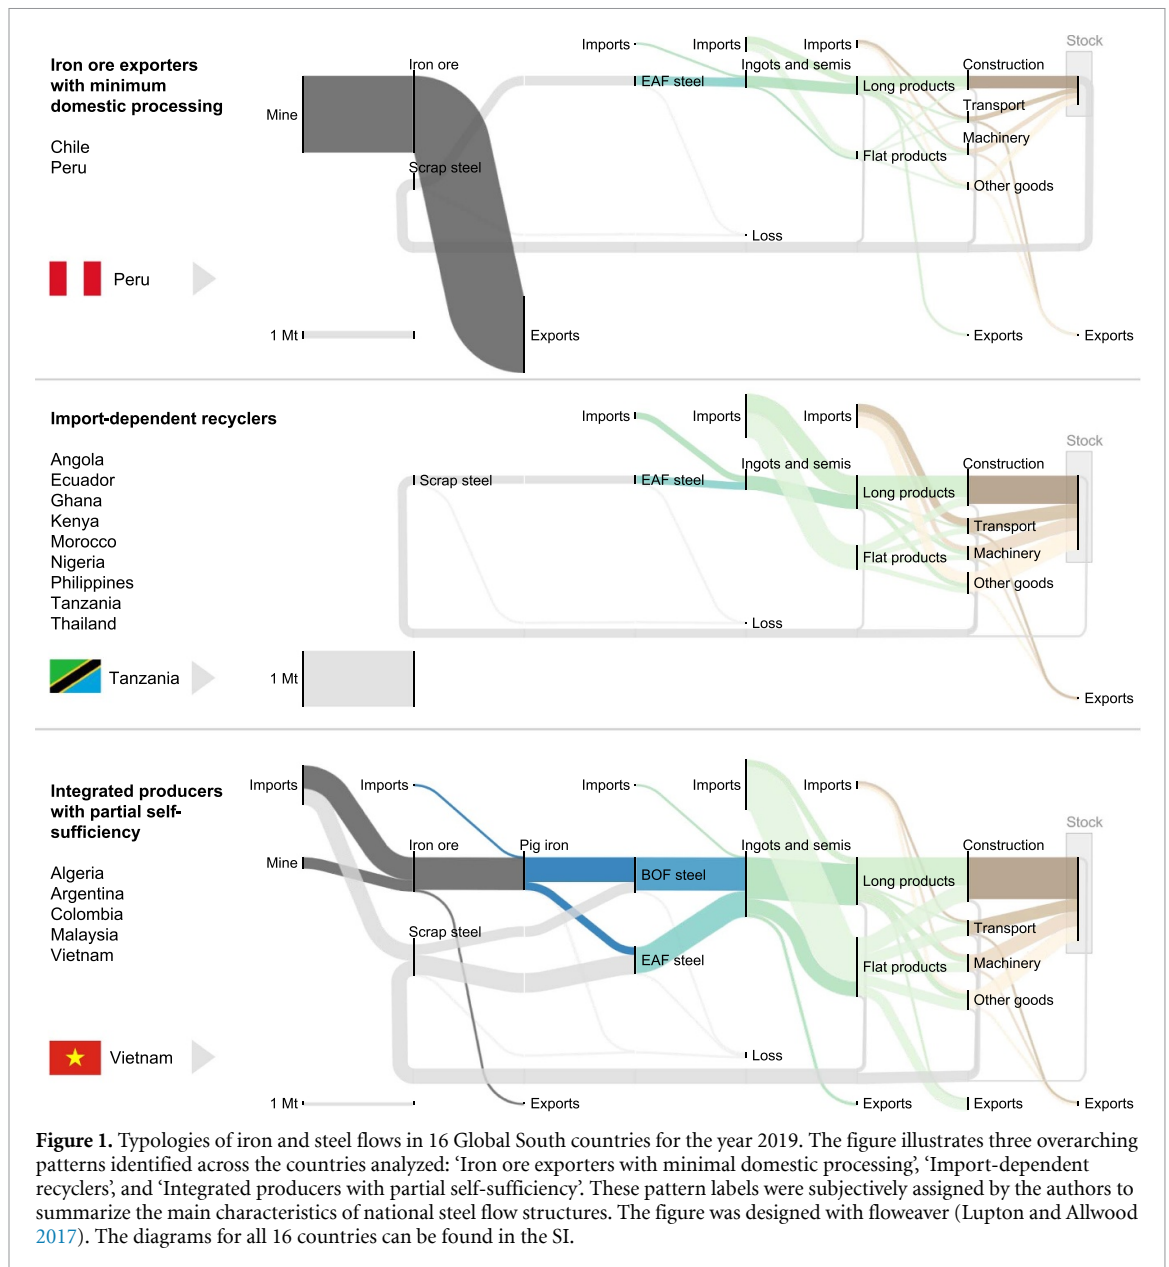 Iron ore exporters
with minimum
domestic processing
Chile
Peru
Peru
Imports
Imports
Imports
Stock
Iron ore
EAF steel
Ingots and semis
Construction
Mine
Long products
Transport
Machinery
Flat products
Scrap steel
Other goods
Loss
1 Mt
Exports
Exports
Exports
Import-dependent recyclers
Angola
Ecuador
Ghana
Kenya
Morocco
Nigeria
Philippines
Tanzania
Thailand
Tanzania
Imports
Imports
Imports
Stock
Scrap steel
EAF steel
Ingots and semis
Construction
Long products
Transport
Flat products
Machinery
Other goods
Loss
1 Mt
Exports
Integrated producers
with partial self-
sufficiency
Algeria
Argentina
Colombia
Malaysia
Vietnam
Vietnam
Imports
Imports
Imports
Imports
Imports
Stock
Mine
Iron ore
Pig iron
Ingots and semis
Construction
BOF steel
Long products
Scrap steel
Transport
EAF steel
Flat products
Machinery
Other goods
Loss
1 Mt
Exports
Exports
Exports
Exports
Figure 1. Typologies of iron and steel flows in 16 Global South countries for the year 2019. The figure illustrates three overarching
patterns identified across the countries analyzed: ‘Iron ore exporters with minimal domestic processing’, ‘Import-dependent
recyclers’, and ‘Integrated producers with partial self-sufficiency’. These pattern labels were subjectively assigned by the authors to
summarize the main characteristics of national steel flow structures. The figure was designed with floweaver (Lupton and Allwood
2017). The diagrams for all 16 countries can be found in the SI.